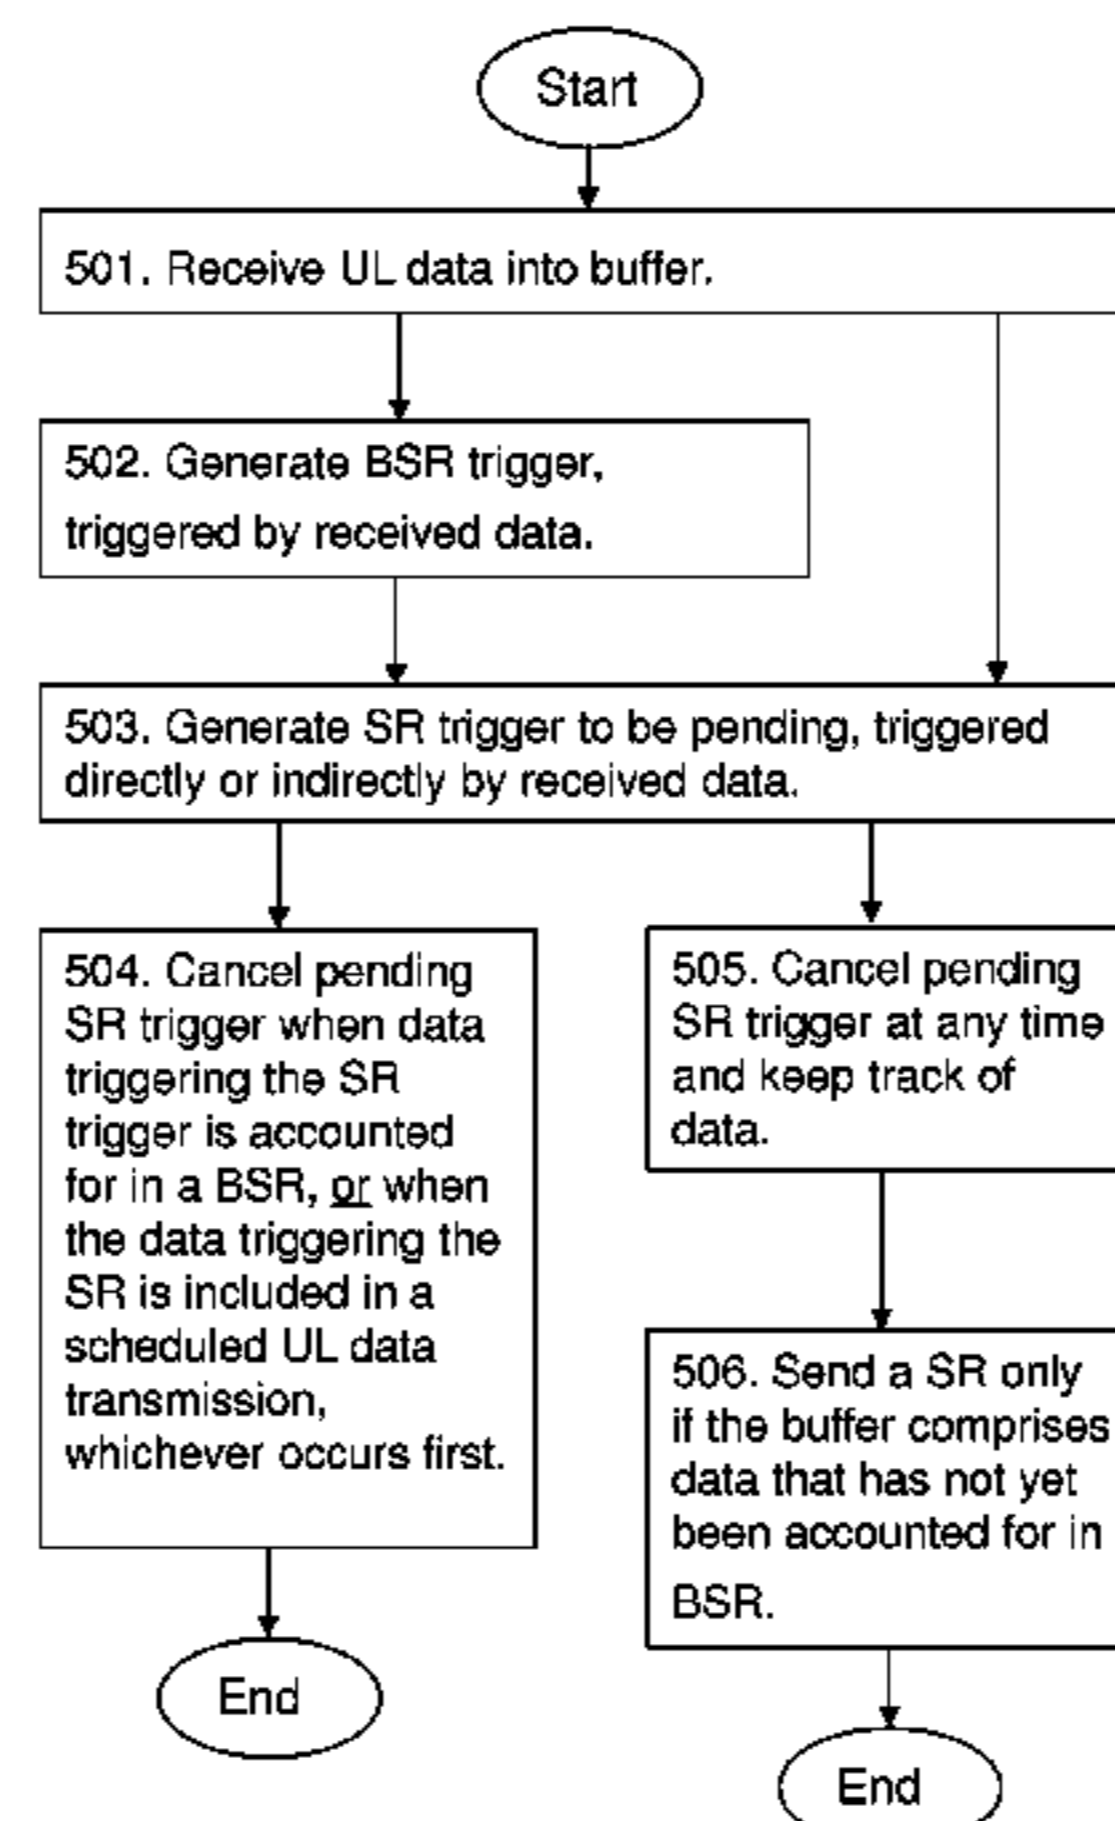 Start
501. Receive UL data into buffer.
502. Generate BSR trigger,
triggered by received data.
503. Generate SR trigger to be pending, triggered
directly or indirectly by received data.
504. Cancel pending
SR trigger when data
triggering the SR
trigger is accounted
for in a BSR, or when
the data triggering the
SR is included in a
scheduled UL data
transmission,
whichever occurs first.
End
505. Cancel pending
SR trigger at any time
and keep track of
data.
506. Send a SR only
if the buffer comprises
data that has not yet
been accounted for in
BSR.
End